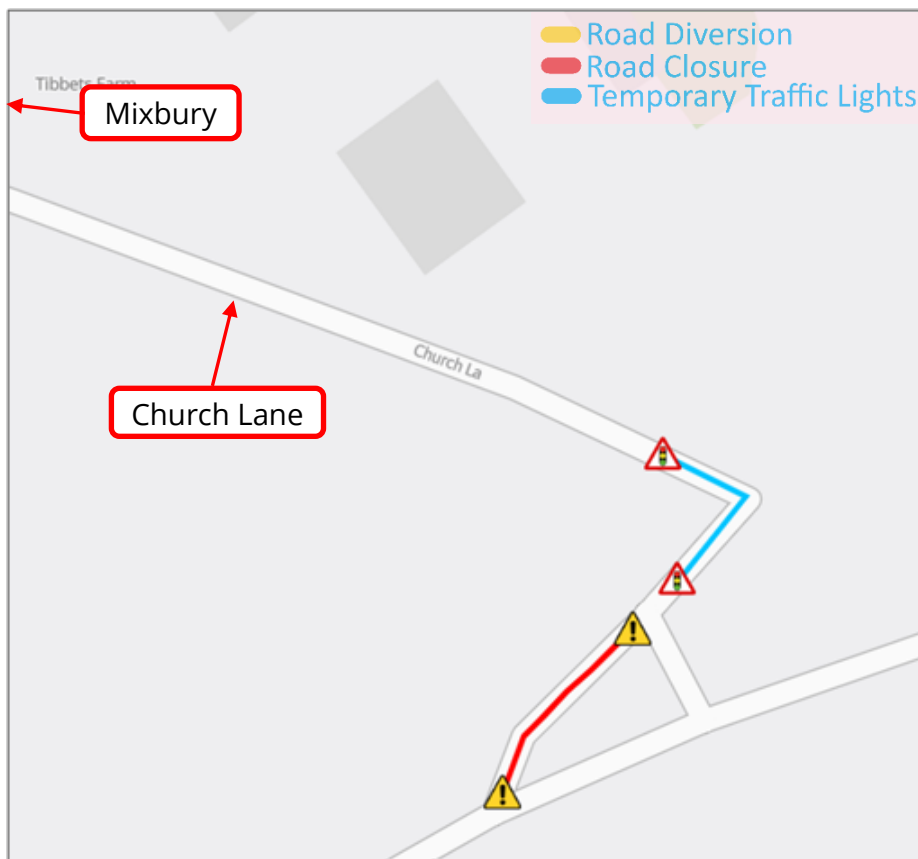 Road Diversion
Road Closure
Temporary Traffic Lights
Tibbets Farm
Mixbury
Church La
Church Lane